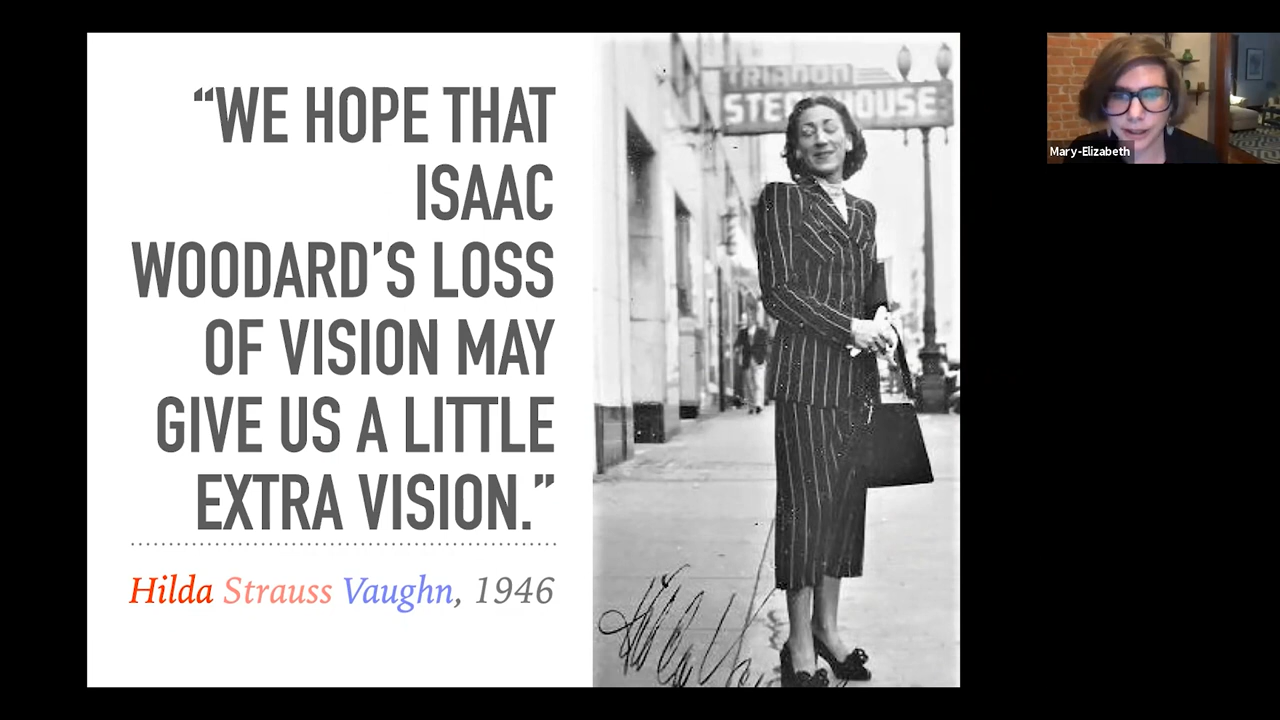 “WE HOPE THAT
ISAAC
WOODARD’S LOSS
OF VISION MAY
GIVE US A LITTLE
EXTRA VISION.”
Hilda Strauss Vaughn, 1946
TRIANON
STEAKHOUSE
Mary-Elizabeth